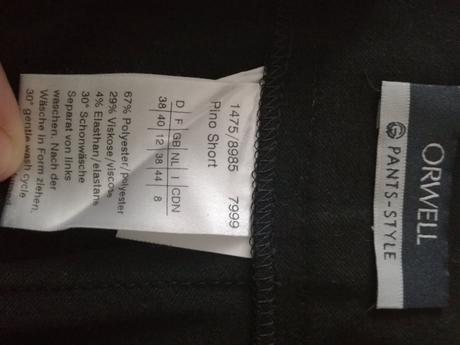 1475/8985 7999
Pino Short
D F GB NL I CDN
38 40 12 38 44 8
67% Polyester/polyester
29% Viskose/viscose
4% Elasthan/elastane
30° Schonwäsche
Separat von links
waschen. Nach der
Wäsche in Form ziehen.
30° gentle wash cycle
ORWELL
PANTS-STYLE